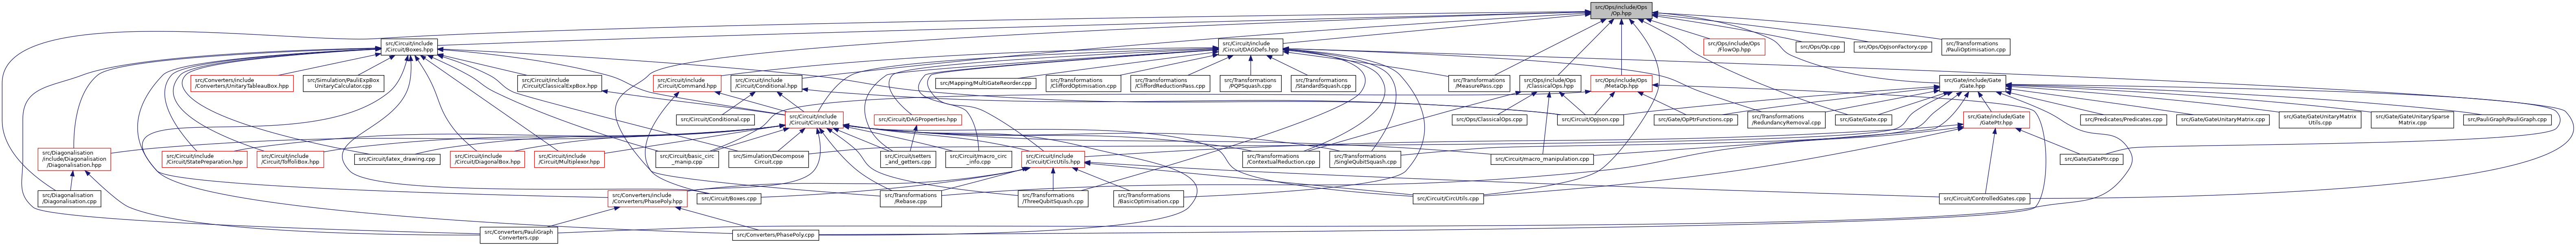 src/Ops/include/Ops
/Op.hpp
src/Circuit/include
/Circuit/Boxes.hpp
src/Circuit/include
/Circuit/DAGDefs.hpp
src/Ops/include/Ops
/FlowOp.hpp
src/Ops/Op.cpp
src/Ops/OpJsonFactory.cpp
src/Transformations
/PauliOptimisation.cpp
src/Converters/include
/Converters/UnitaryTableauBox.hpp
src/Simulation/PauliExpBox
UnitaryCalculator.cpp
src/Circuit/include
/Circuit/ClassicalExpBox.hpp
src/Circuit/include
/Circuit/Command.hpp
src/Circuit/include
/Circuit/Conditional.hpp
src/Mapping/MultiGateReorder.cpp
src/Transformations
/CliffordOptimisation.cpp
src/Transformations
/CliffordReductionPass.cpp
src/Transformations
/PQPSquash.cpp
src/Transformations
/StandardSquash.cpp
src/Transformations
/MeasurePass.cpp
src/Ops/include/Ops
/ClassicalOps.hpp
src/Ops/include/Ops
/MetaOp.hpp
src/Gate/include/Gate
/Gate.hpp
src/Circuit/Conditional.cpp
src/Circuit/include
/Circuit/Circuit.hpp
src/Circuit/DAGProperties.hpp
src/Ops/ClassicalOps.cpp
src/Circuit/OpJson.cpp
src/Gate/OpPtrFunctions.cpp
src/Transformations
/RedundancyRemoval.cpp
src/Gate/Gate.cpp
src/Gate/include/Gate
/GatePtr.hpp
src/Predicates/Predicates.cpp
src/Gate/GateUnitaryMatrix.cpp
src/Gate/GateUnitaryMatrix
Utils.cpp
src/Gate/GateUnitarySparse
Matrix.cpp
src/PauliGraph/PauliGraph.cpp
src/Diagonalisation
/include/Diagonalisation
/Diagonalisation.hpp
src/Circuit/include
/Circuit/StatePreparation.hpp
src/Circuit/include
/Circuit/ToffoliBox.hpp
src/Circuit/latex_drawing.cpp
src/Circuit/include
/Circuit/DiagonalBox.hpp
src/Circuit/include
/Circuit/Multiplexor.hpp
src/Circuit/basic_circ
_manip.cpp
src/Simulation/Decompose
Circuit.cpp
src/Circuit/setters
_and_getters.cpp
src/Circuit/macro_circ
_info.cpp
src/Circuit/include
/Circuit/CircUtils.hpp
src/Transformations
/ContextualReduction.cpp
src/Transformations
/SingleQubitSquash.cpp
src/Circuit/macro_manipulation.cpp
src/Gate/GatePtr.cpp
src/Diagonalisation
/Diagonalisation.cpp
src/Converters/include
/Converters/PhasePoly.hpp
src/Circuit/Boxes.cpp
src/Transformations
/Rebase.cpp
src/Transformations
/ThreeQubitSquash.cpp
src/Transformations
/BasicOptimisation.cpp
src/Circuit/CircUtils.cpp
src/Circuit/ControlledGates.cpp
src/Converters/PauliGraph
Converters.cpp
src/Converters/PhasePoly.cpp